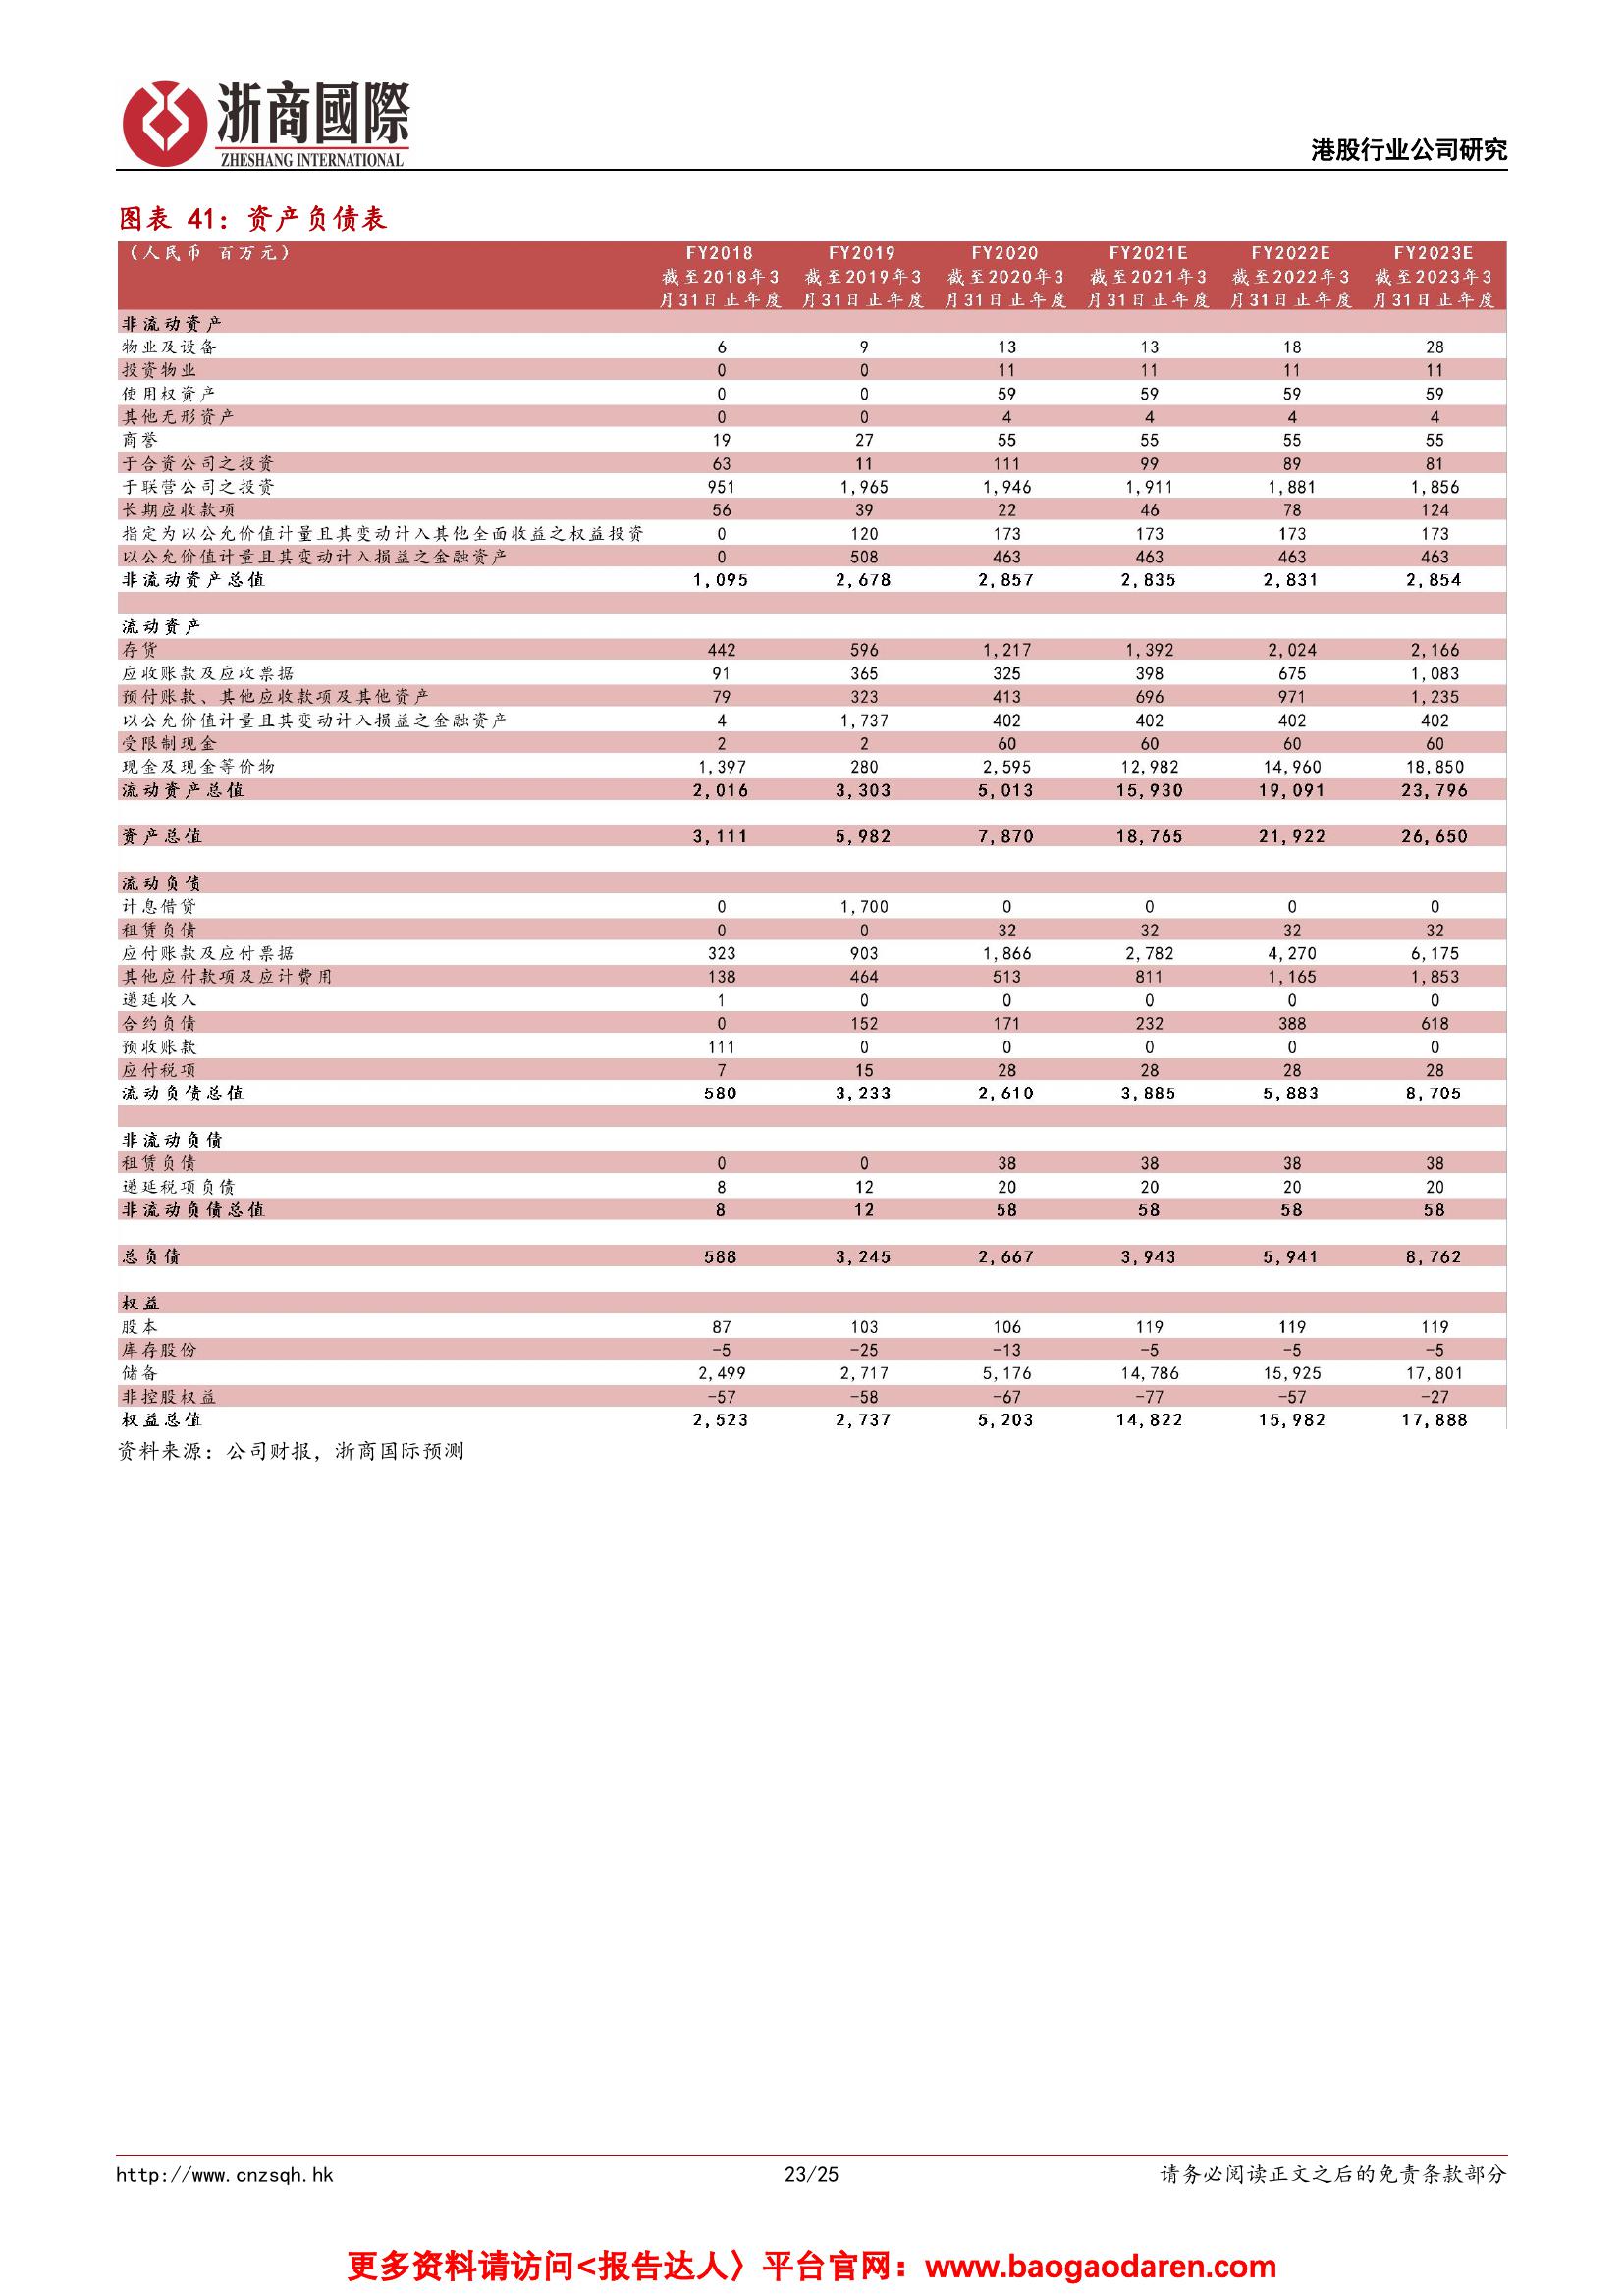 浙商國際
ZHESHANG INTERNATIONAL
港股行业公司研究
图表 41：资产负债表
（人民币 百万元） FY2018 FY2019 FY2020 FY2021E FY2022E FY2023E
截至2018年3 截至2019年3 截至2020年3 截至2021年3 截至2022年3 截至2023年3
月31日止年度 月31日止年度 月31日止年度 月31日止年度 月31日止年度 月31日止年度
非流动资产
物业及设备 6 9 13 13 18 28
投资物业 0 0 11 11 11 11
使用权资产 0 0 59 59 59 59
其他无形资产 0 0 4 4 4 4
商誉 19 27 55 55 55 55
于合资公司之投资 63 11 111 99 89 81
于联营公司之投资 951 1,965 1,946 1,911 1,881 1,856
长期应收款项 56 39 22 46 78 124
指定为以公允价值计量且其变动计入其他全面收益之权益投资 0 120 173 173 173 173
以公允价值计量且其变动计入损益之金融资产 0 508 463 463 463 463
非流动资产总值 1,095 2,678 2,857 2,835 2,831 2,854
流动资产
存货 442 596 1,217 1,392 2,024 2,166
应收账款及应收票据 91 365 325 398 675 1,083
预付账款、其他应收款项及其他资产 79 323 413 696 971 1,235
以公允价值计量且其变动计入损益之金融资产 4 1,737 402 402 402 402
受限制现金 2 2 60 60 60 60
现金及现金等价物 1,397 280 2,595 12,982 14,960 18,850
流动资产总值 2,016 3,303 5,013 15,930 19,091 23,796
资产总值 3,111 5,982 7,870 18,765 21,922 26,650
流动负债
计息借贷 0 1,700 0 0 0 0
租赁负债 0 0 32 32 32 32
应付账款及应付票据 323 903 1,866 2,782 4,270 6,175
其他应付款项及应计费用 138 464 513 811 1,165 1,853
递延收入 1 0 0 0 0 0
合约负债 0 152 171 232 388 618
预收账款 111 0 0 0 0 0
应付税项 7 15 28 28 28 28
流动负债总值 580 3,233 2,610 3,885 5,883 8,705
非流动负债
租赁负债 0 0 38 38 38 38
递延税项负债 8 12 20 20 20 20
非流动负债总值 8 12 58 58 58 58
总负债 588 3,245 2,667 3,943 5,941 8,762
权益
股本 87 103 106 119 119 119
库存股份 -5 -25 -13 -5 -5 -5
储备 2,499 2,717 5,176 14,786 15,925 17,801
非控股权益 -57 -58 -67 -77 -57 -27
权益总值 2,523 2,737 5,203 14,822 15,982 17,888
资料来源：公司财报，浙商国际预测
http://www.cnzsqh.hk 23/25 请务必阅读正文之后的免责条款部分
更多资料请访问<报告达人〉平台官网：www.baogaodaren.com